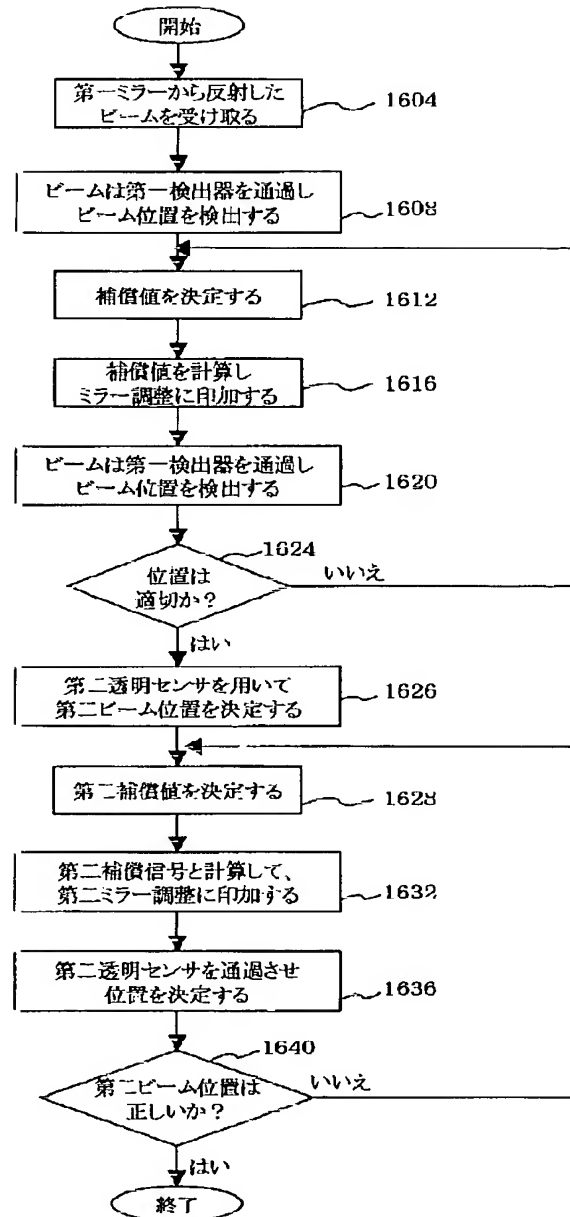 開始
第一ミラーから反射した
ビームを受け取る
1604
ビームは第一検出器を通過し
ビーム位置を検出する
1608
補償値を決定する
1612
補償値を計算し
ミラー調整に印加する
1616
ビームは第一検出器を通過し
ビーム位置を検出する
1620
1624
位置は
適切か？
いいえ
はい
第二透明センサを用いて
第二ビーム位置を決定する
1626
第二補償値を決定する
1628
第二補償信号と計算して、
第二ミラー調整に印加する
1632
第二透明センサを通過させ
位置を決定する
1636
1640
第二ビーム位置は
正しいか？
いいえ
はい
終了